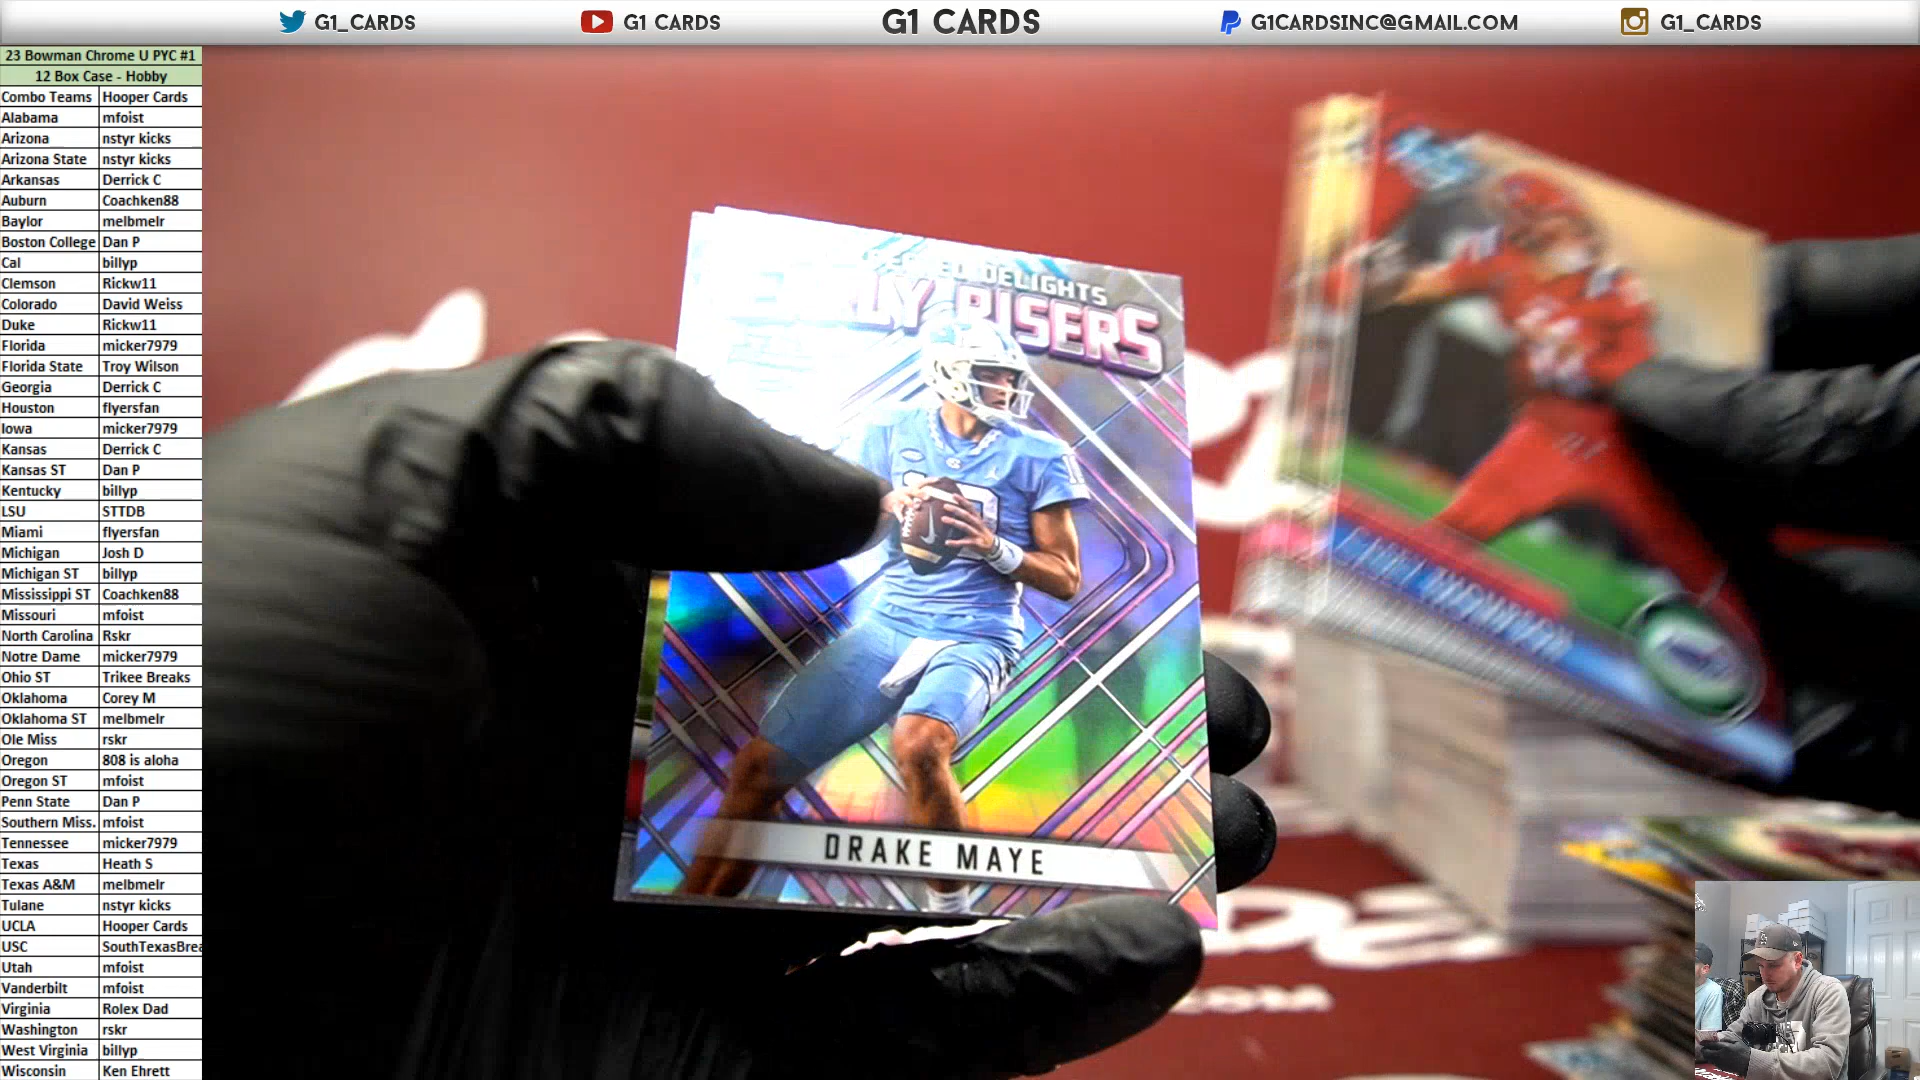 G1_CARDS G1 CARDS G1 CARDS G1CARDSINC@GMAIL.COM G1_CARDS
23 Bowman Chrome U PYC #1
12 Box Case - Hobby
Combo Teams Hooper Cards
Alabama mfoist
Arizona nstyr kicks
Arizona State nstyr kicks
Arkansas Derrick C
Auburn Coachken88
Baylor melbmelr
Boston College Dan P
Cal billyp
Clemson Rickw11
Colorado David Weiss
Duke Rickw11
Florida micker7979
Florida State Troy Wilson
Georgia Derrick C
Houston flyersfan
Iowa micker7979
Kansas Derrick C
Kansas ST Dan P
Kentucky billyp
LSU STTDB
Miami flyersfan
Michigan Josh D
Michigan ST billyp
Mississippi ST Coachken88
Missouri mfoist
North Carolina Rskr
Notre Dame micker7979
Ohio ST Trikee Breaks
Oklahoma Corey M
Oklahoma ST melbmelr
Ole Miss rskr
Oregon 808 is aloha
Oregon ST mfoist
Penn State Dan P
Southern Miss. mfoist
Tennessee micker7979
Texas Heath S
Texas A&M melbmelr
Tulane nstyr kicks
UCLA Hooper Cards
USC SouthTexasBrea
Utah mfoist
Vanderbilt mfoist
Virginia Rolex Dad
Washington rskr
West Virginia billyp
Wisconsin Ken Ehrett
DELIGHTS
RISERS
DRAKE MAYE